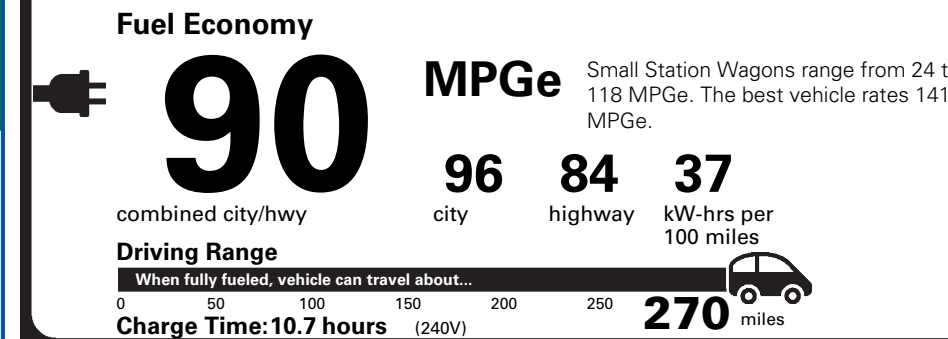 Fuel Economy
90
MPGe
Small Station Wagons range from 24 t
118 MPGe. The best vehicle rates 141
MPGe.
combined city/hwy
96 84 37
city highway kW-hrs per
100 miles
Driving Range
When fully fueled, vehicle can travel about...
0 50 100 150 200 250 270 miles
Charge Time: 10.7 hours (240V)